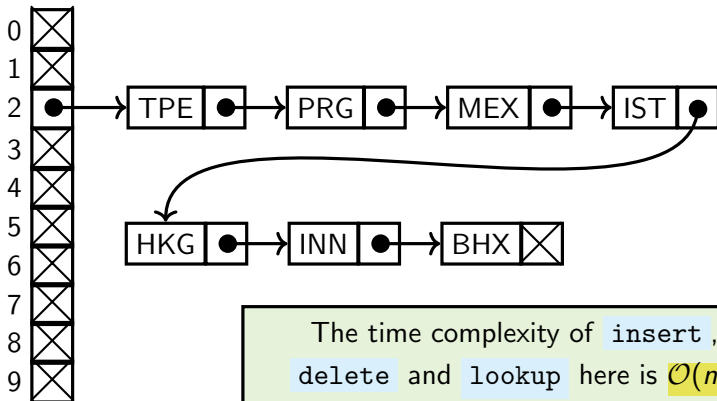 0
1
2 TPE PRG MEX IST
3
4
5 HKG INN BHX
6
7
8
9
The time complexity of insert,
delete and lookup here is